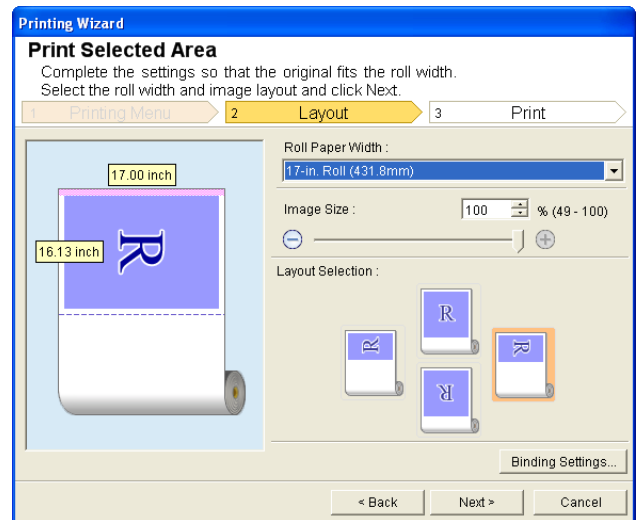 Printing Wizard
Print Selected Area
Complete the settings so that the original fits the roll width.
Select the roll width and image layout and click Next.
1 Printing Menu 2 Layout 3 Print
Roll Paper Width :
17-in. Roll (431.8mm)
17.00 inch
Image Size : 100 % (49 - 100)
16.13 inch
R
Layout Selection :
R
R
R
R
Binding Settings...
< Back Next > Cancel